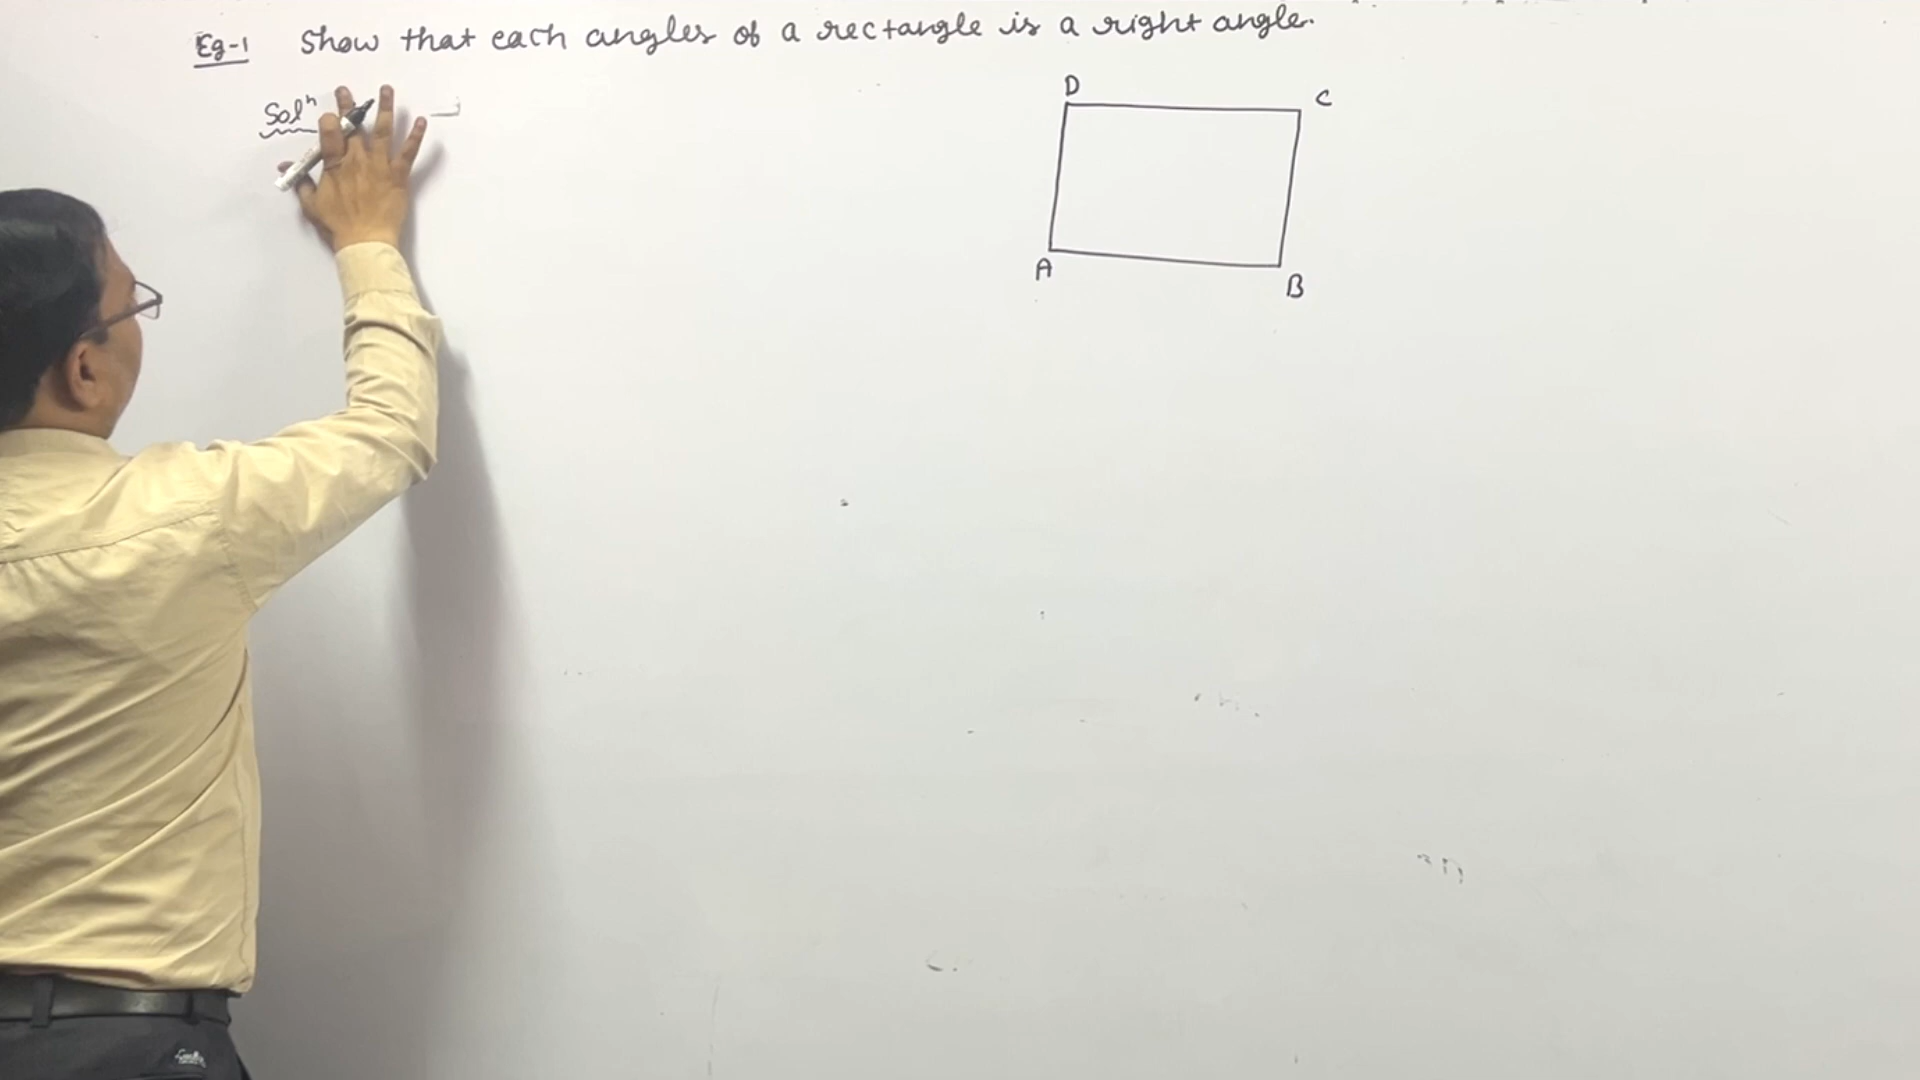 Eg-1 Show that each angles of a rectangle is a right angle.
Solⁿ
D
C
A
B